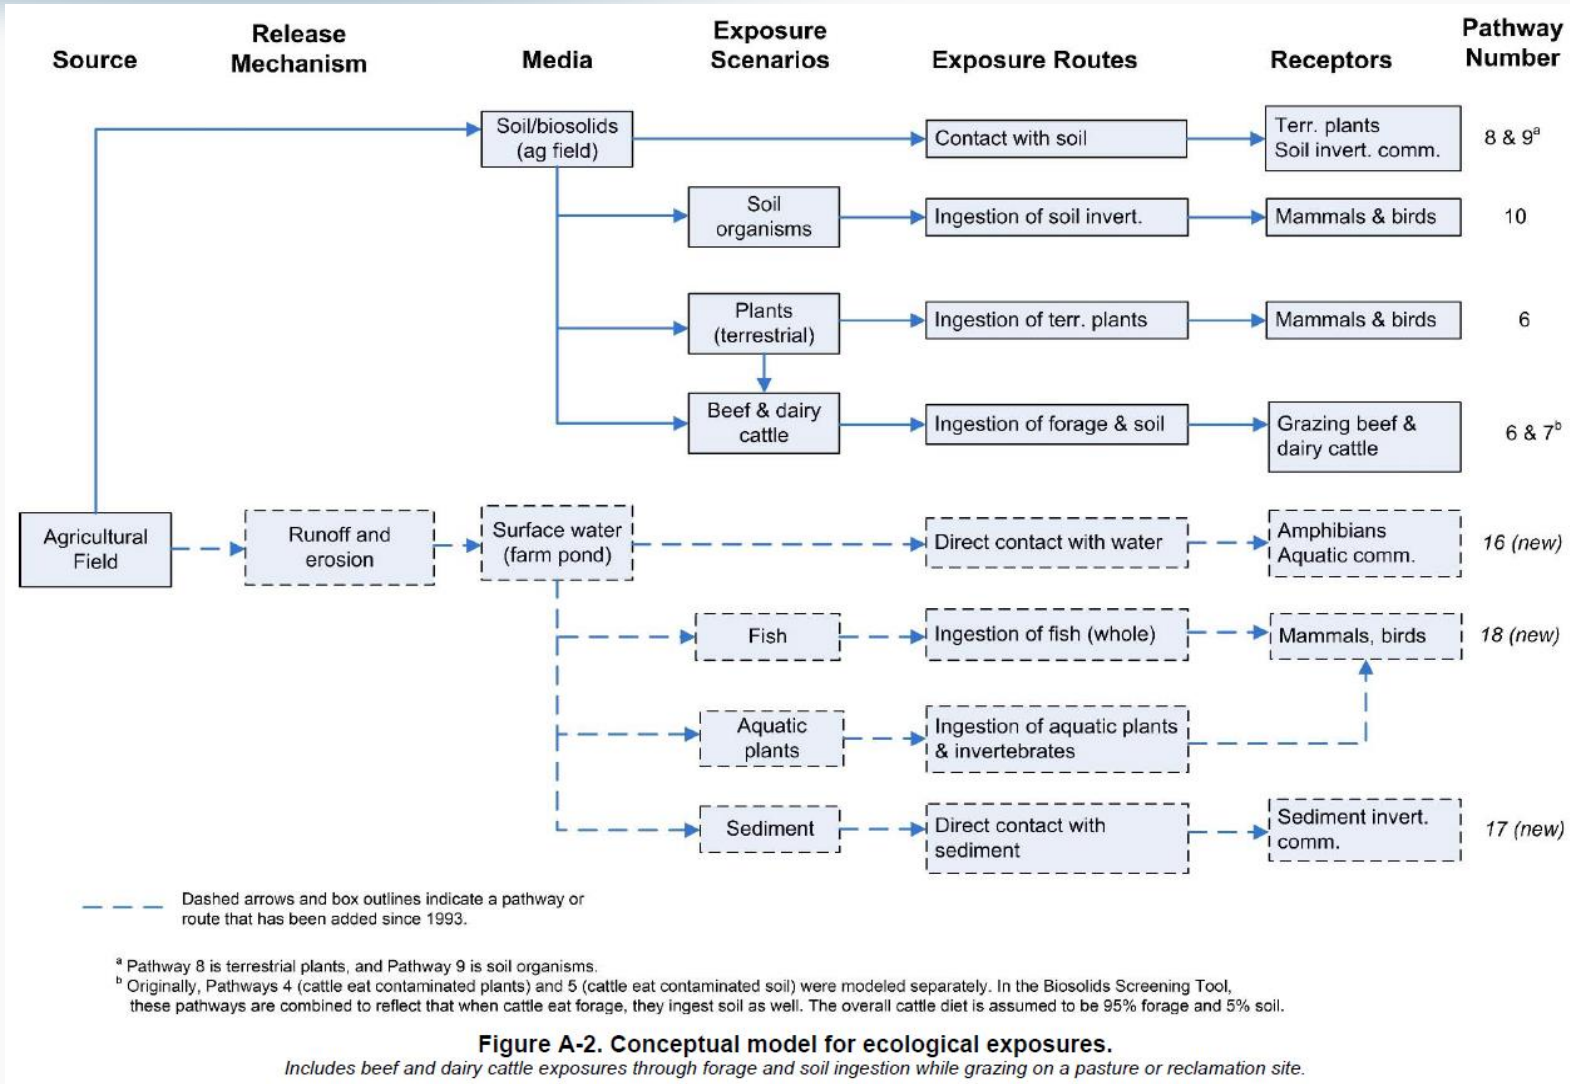 Source
Release
Mechanism
Media
Exposure
Scenarios
Exposure Routes
Receptors
Pathway
Number
Soil/biosolids
(ag field)
Contact with soil
Terr. plants
Soil invert. comm.
8 & 9ᵃ
Soil
organisms
Ingestion of soil invert.
Mammals & birds
10
Plants
(terrestrial)
Ingestion of terr. plants
Mammals & birds
6
Beef & dairy
cattle
Ingestion of forage & soil
Grazing beef &
dairy cattle
6 & 7ᵇ
Agricultural
Field
Runoff and
erosion
Surface water
(farm pond)
Direct contact with water
Amphibians
Aquatic comm.
16 (new)
Fish
Ingestion of fish (whole)
Mammals, birds
18 (new)
Aquatic
plants
Ingestion of aquatic plants
& invertebrates
Sediment
Direct contact with
sediment
Sediment invert.
comm.
17 (new)
Dashed arrows and box outlines indicate a pathway or
route that has been added since 1993.
ᵃ Pathway 8 is terrestrial plants, and Pathway 9 is soil organisms.
ᵇ Originally, Pathways 4 (cattle eat contaminated plants) and 5 (cattle eat contaminated soil) were modeled separately. In the Biosolids Screening Tool,
these pathways are combined to reflect that when cattle eat forage, they ingest soil as well. The overall cattle diet is assumed to be 95% forage and 5% soil.
Figure A-2. Conceptual model for ecological exposures.
Includes beef and dairy cattle exposures through forage and soil ingestion while grazing on a pasture or reclamation site.